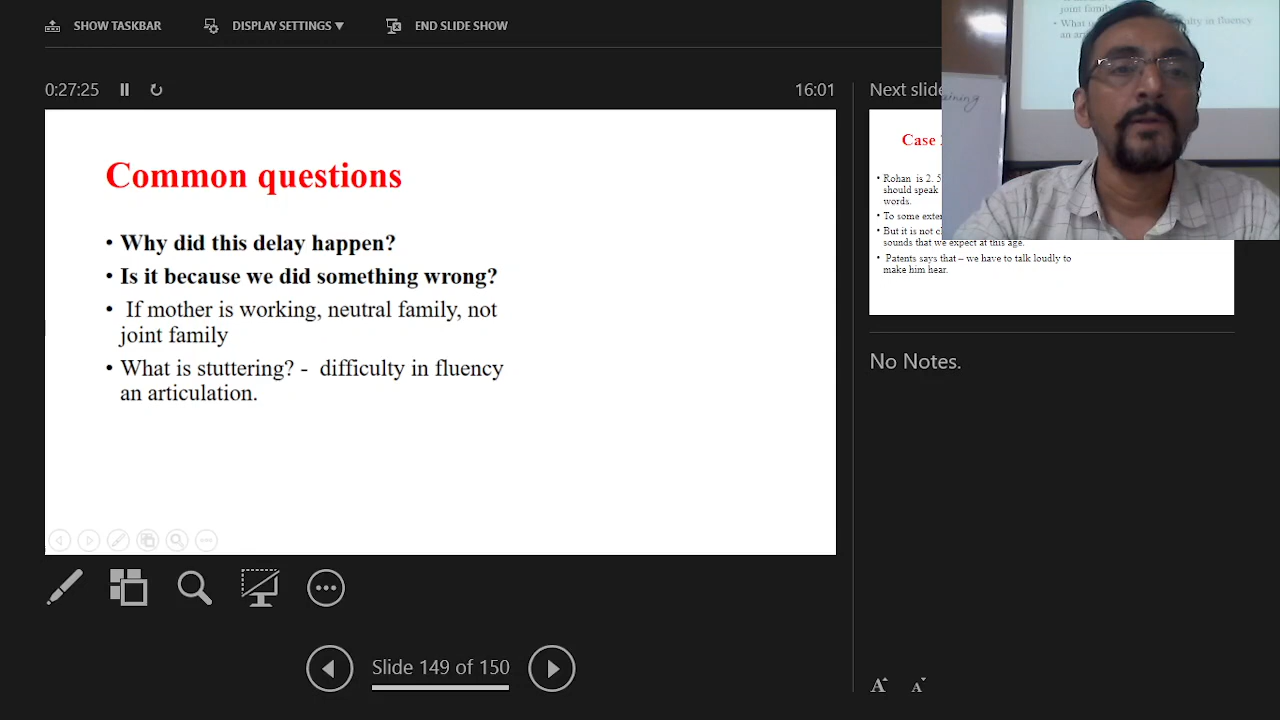 SHOW TASKBAR
DISPLAY SETTINGS ▼
END SLIDE SHOW
0:27:25
16:01
Common questions
• Why did this delay happen?
• Is it because we did something wrong?
• If mother is working, neutral family, not
joint family
• What is stuttering? - difficulty in fluency
an articulation.
Slide 149 of 150
Next slide
Case
• Rohan is 2. 5
should speak
words.
• To some
• But it is not
sounds that we expect at this age.
• Patents says that – we have to talk loudly to
make him hear.
No Notes.
A A
joint family
• What
fluency